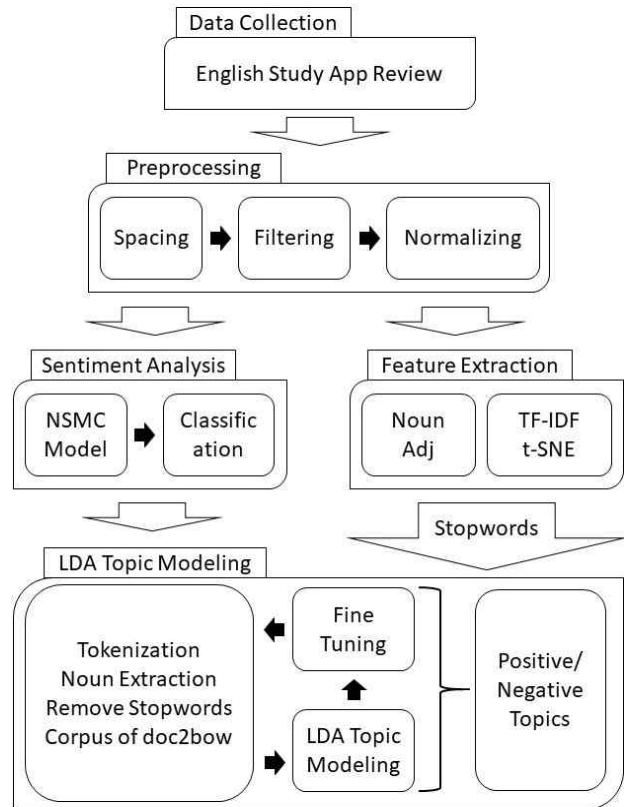 Data Collection
English Study App Review
Preprocessing
Spacing
Filtering
Normalizing
Sentiment Analysis
NSMC
Model
Classific
ation
Feature Extraction
Noun
Adj
TF-IDF
t-SNE
Stopwords
LDA Topic Modeling
Tokenization
Noun Extraction
Remove Stopwords
Corpus of doc2bow
Fine
Tuning
LDA Topic
Modeling
Positive/
Negative
Topics